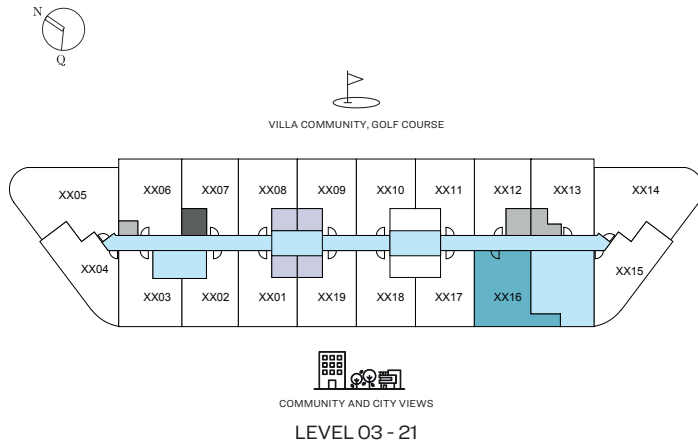 N
Q
VILLA COMMUNITY, GOLF COURSE
XX05 XX06 XX07 XX08 XX09 XX10 XX11 XX12 XX13 XX14
XX04 XX03 XX02 XX01 XX19 XX18 XX17 XX16 XX15
COMMUNITY AND CITY VIEWS
LEVEL 03 - 21